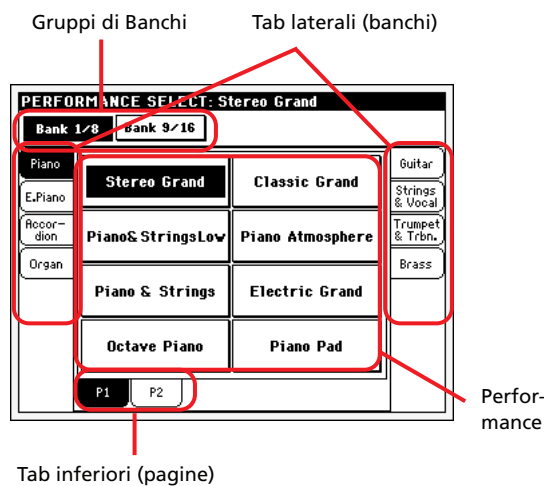 Gruppi di Banchi
Tab laterali (banchi)
PERFORMANCE SELECT: Stereo Grand
Bank 1/8
Bank 9/16
Piano
E.Piano
Accor-
dion
Organ
Stereo Grand
Classic Grand
Piano& StringsLow
Piano Atmosphere
Piano & Strings
Electric Grand
Octave Piano
Piano Pad
Guitar
Strings
& Vocal
Trumpet
& Trbn.
Brass
P1
P2
Perfor-
mance
Tab inferiori (pagine)